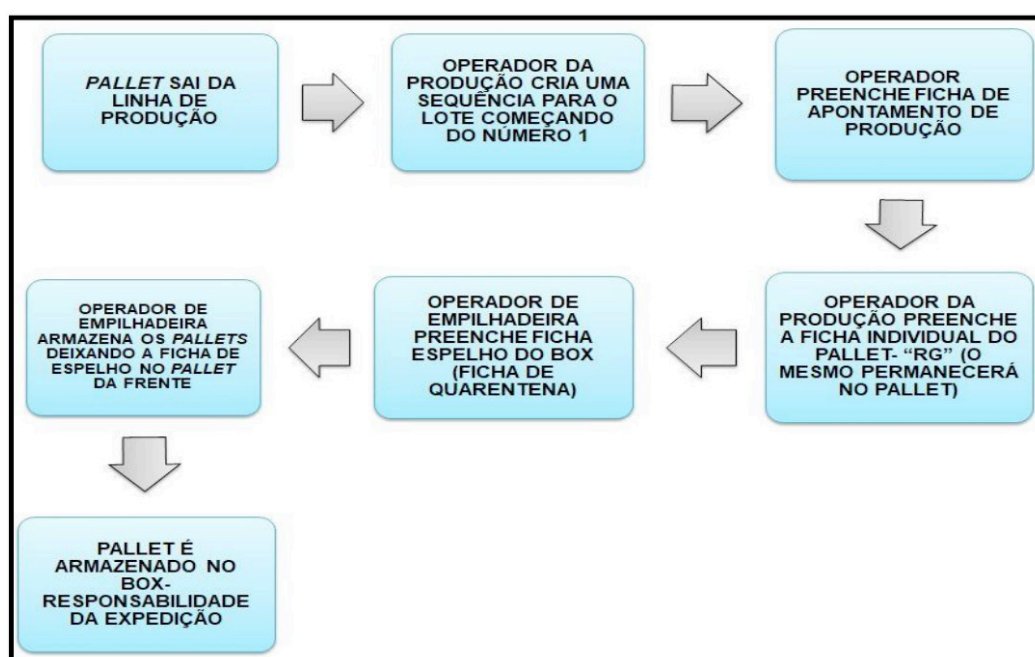 PALLET SAI DA
LINHA DE
PRODUÇÃO
OPERADOR DA
PRODUÇÃO CRIA UMA
SEQUÊNCIA PARA O
LOTE COMEÇANDO
DO NÚMERO 1
OPERADOR
PREENCHE FICHA DE
APONTAMENTO DE
PRODUÇÃO
OPERADOR DA
PRODUÇÃO PREENCHE
A FICHA INDIVIDUAL DO
PALLET- “RG” (O
MESMO PERMANECERÁ
NO PALLET)
OPERADOR DE
EMPILHADEIRA
PREENCHE FICHA
ESPELHO DO BOX
(FICHA DE
QUARENTENA)
OPERADOR DE
EMPILHADEIRA
ARMAZENA OS PALLETS
DEIXANDO A FICHA DE
ESPELHO NO PALLET
DA FRENTE
PALLET É
ARMAZENADO NO
BOX-
RESPONSABILIDADE
DA EXPEDIÇÃO